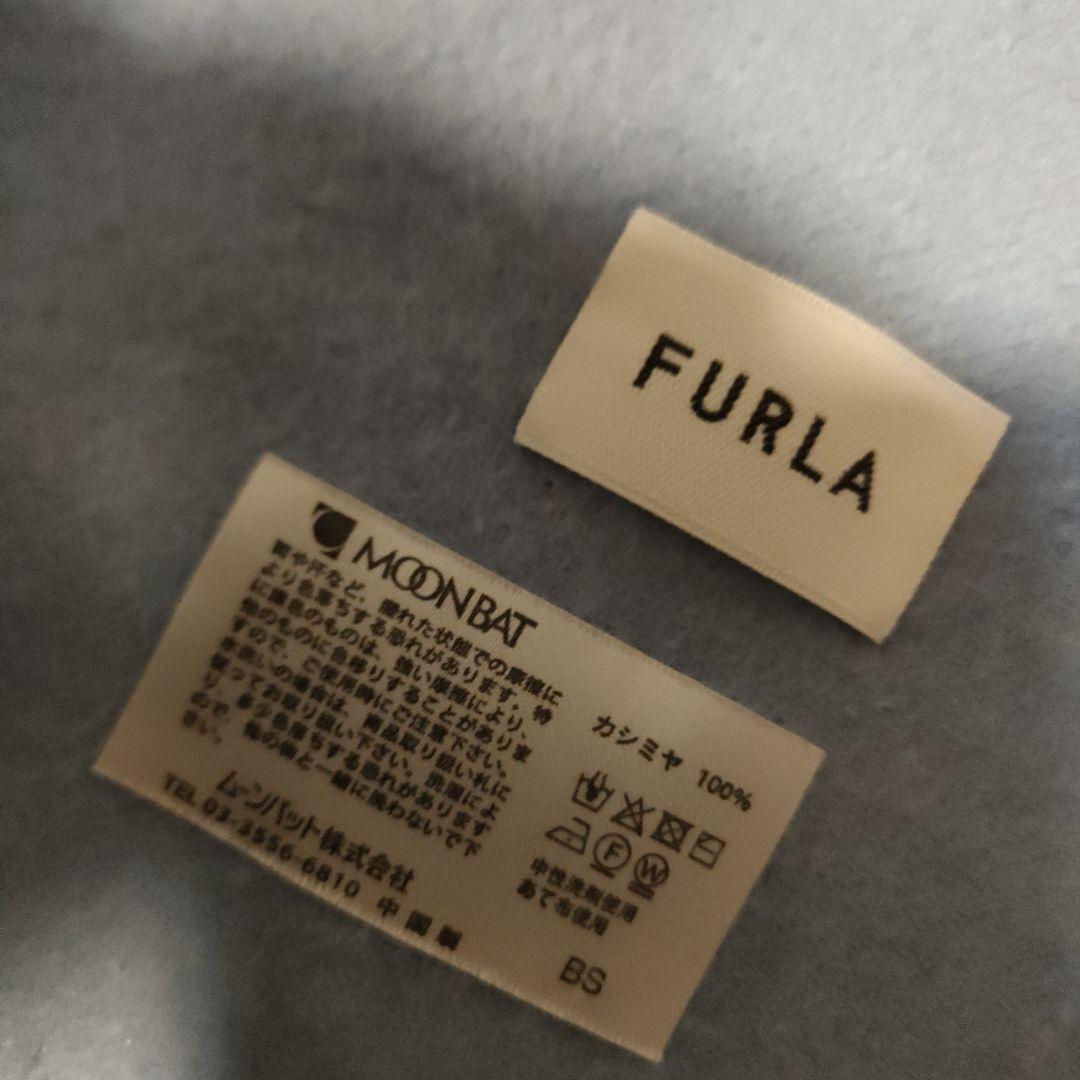 FURLA
MOONBAT
雨や汗など、濡れた状態での摩擦に
より色落ちする恐れがあります。特
に濃色のものは、強い摩擦により、
他のものに色移りすることがありま
すので、ご使用時にご注意下さい。
水洗いの場合は、商品取り扱い札に
従ってお取り扱い下さい。洗濯によ
り、多少色落ちする恐れがあります
ので、他の物と一緒に洗わないで下
さい。
ムーンバット株式会社
TEL 03-3556-6810 中国製
カシミヤ 100%
F W
中性洗剤使用
あて布使用
BS